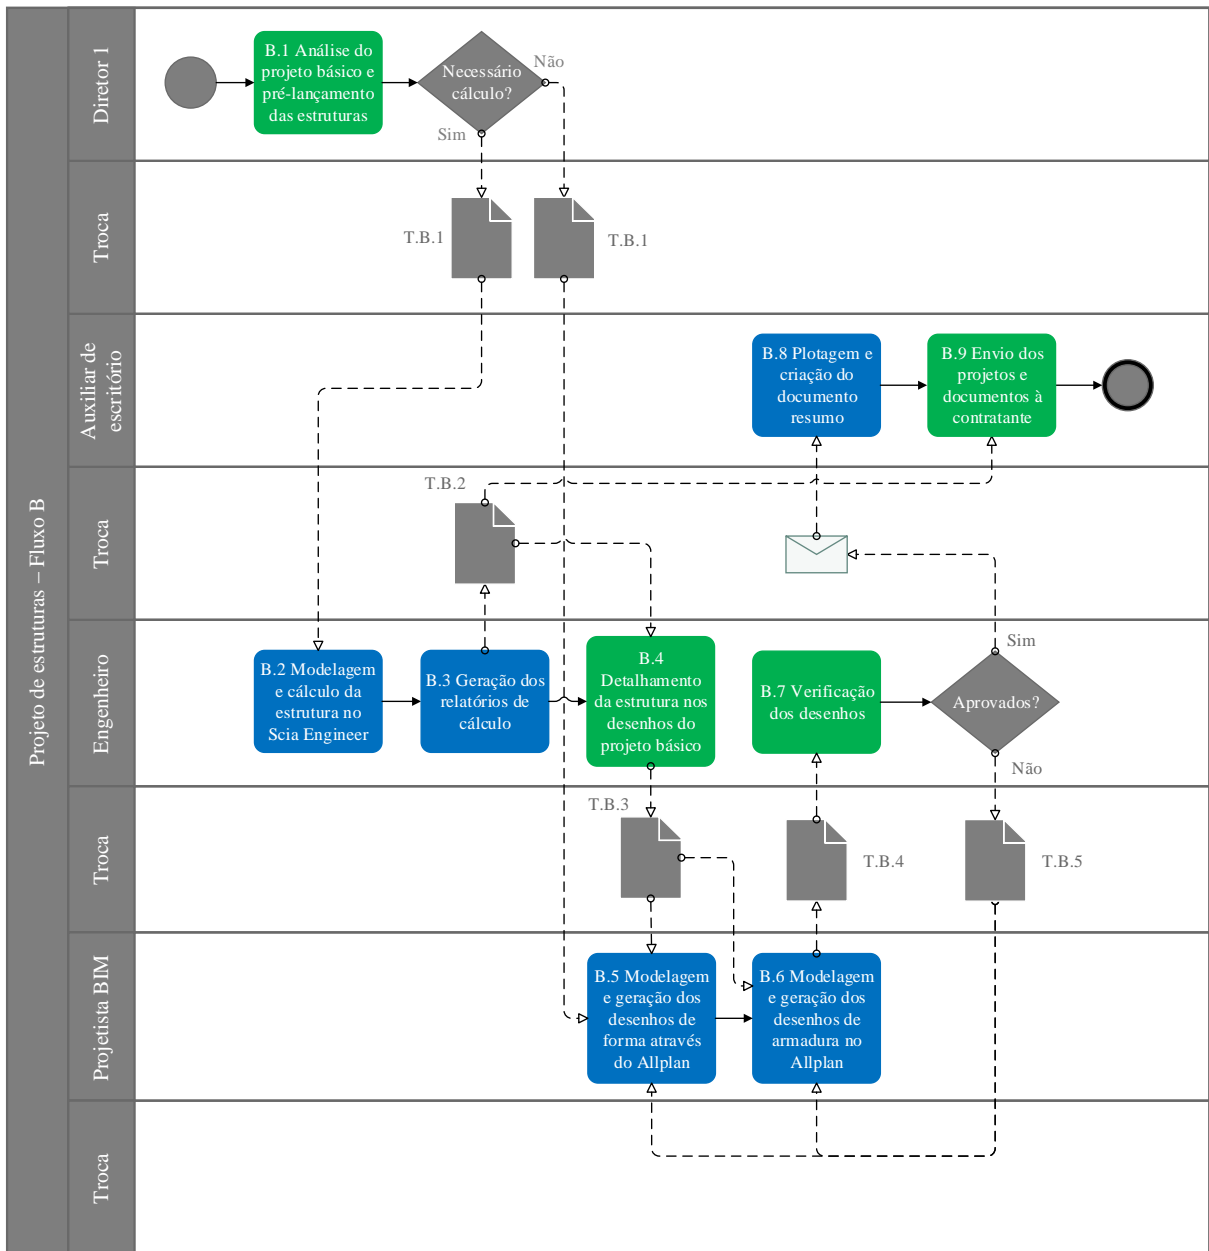 Projeto de estruturas – Fluxo B
Diretor 1
B.1 Análise do
projeto básico e
pré-lançamento
das estruturas
Necessário
cálculo?
Não
Sim
Troca
T.B.1
T.B.1
Auxiliar de
escritório
B.8 Plotagem e
criação do
documento
resumo
B.9 Envio dos
projetos e
documentos à
contratante
Troca
T.B.2
Engenheiro
B.2 Modelagem
e cálculo da
estrutura no
Scia Engineer
B.3 Geração dos
relatórios de
cálculo
B.4
Detalhamento
da estrutura nos
desenhos do
projeto básico
B.7 Verificação
dos desenhos
Aprovados?
Sim
Não
Troca
T.B.3
T.B.4
T.B.5
Projetista BIM
B.5 Modelagem
e geração dos
desenhos de
forma através
do Allplan
B.6 Modelagem
e geração dos
desenhos de
armadura no
Allplan
Troca